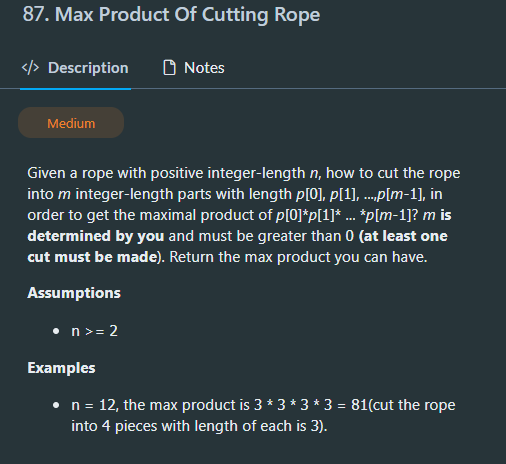 87. Max Product Of Cutting Rope
</> Description Notes
Medium
Given a rope with positive integer-length n, how to cut the rope
into m integer-length parts with length p[0], p[1], ...,p[m-1], in
order to get the maximal product of p[0]*p[1]* ... *p[m-1]? m is
determined by you and must be greater than 0 (at least one
cut must be made). Return the max product you can have.
Assumptions
• n >= 2
Examples
• n = 12, the max product is 3 * 3 * 3 * 3 = 81(cut the rope
into 4 pieces with length of each is 3).